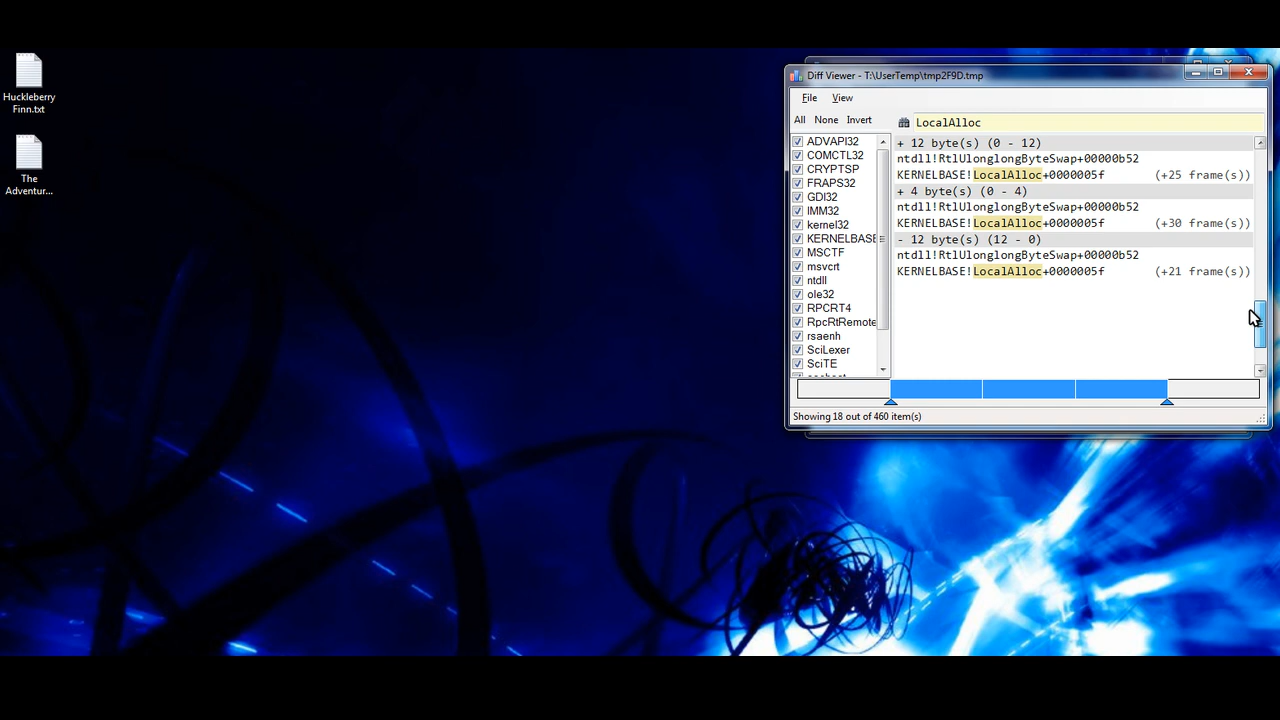 Huckleberry
Finn.txt
The
Adventur...
Diff Viewer - T:\UserTemp\tmp2F9D.tmp
File View
All None Invert
LocalAlloc
ADVAPI32
COMCTL32
CRYPTSP
FRAPS32
GDI32
IMM32
kernel32
KERNELBASE
MSCTF
msvcrt
ntdll
ole32
RPCRT4
RpcRtRemote
rsaenh
SciLexer
SciTE
+ 12 byte(s) (0 - 12)
ntdll!RtlUlonglongByteSwap+00000b52
KERNELBASE!LocalAlloc+0000005f (+25 frame(s))
+ 4 byte(s) (0 - 4)
ntdll!RtlUlonglongByteSwap+00000b52
KERNELBASE!LocalAlloc+0000005f (+30 frame(s))
- 12 byte(s) (12 - 0)
ntdll!RtlUlonglongByteSwap+00000b52
KERNELBASE!LocalAlloc+0000005f (+21 frame(s))
Showing 18 out of 460 item(s)